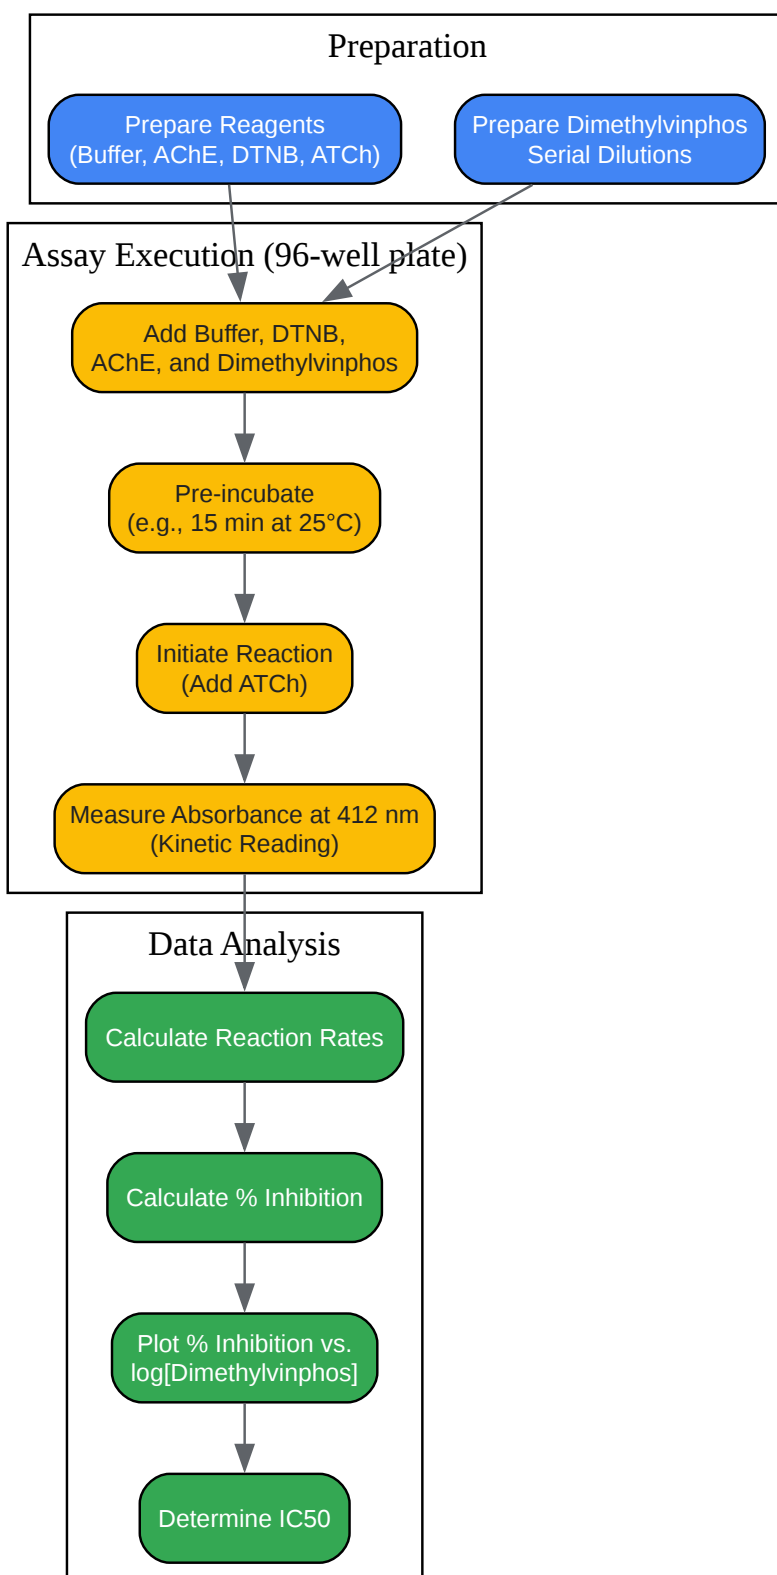 Preparation
Prepare Reagents
(Buffer, AChE, DTNB, ATCh)
Prepare Dimethylvinphos
Serial Dilutions
Assay Execution (96-well plate)
Add Buffer, DTNB,
AChE, and Dimethylvinphos
Pre-incubate
(e.g., 15 min at 25°C)
Initiate Reaction
(Add ATCh)
Measure Absorbance at 412 nm
(Kinetic Reading)
Data Analysis
Calculate Reaction Rates
Calculate % Inhibition
Plot % Inhibition vs.
log[Dimethylvinphos]
Determine IC50